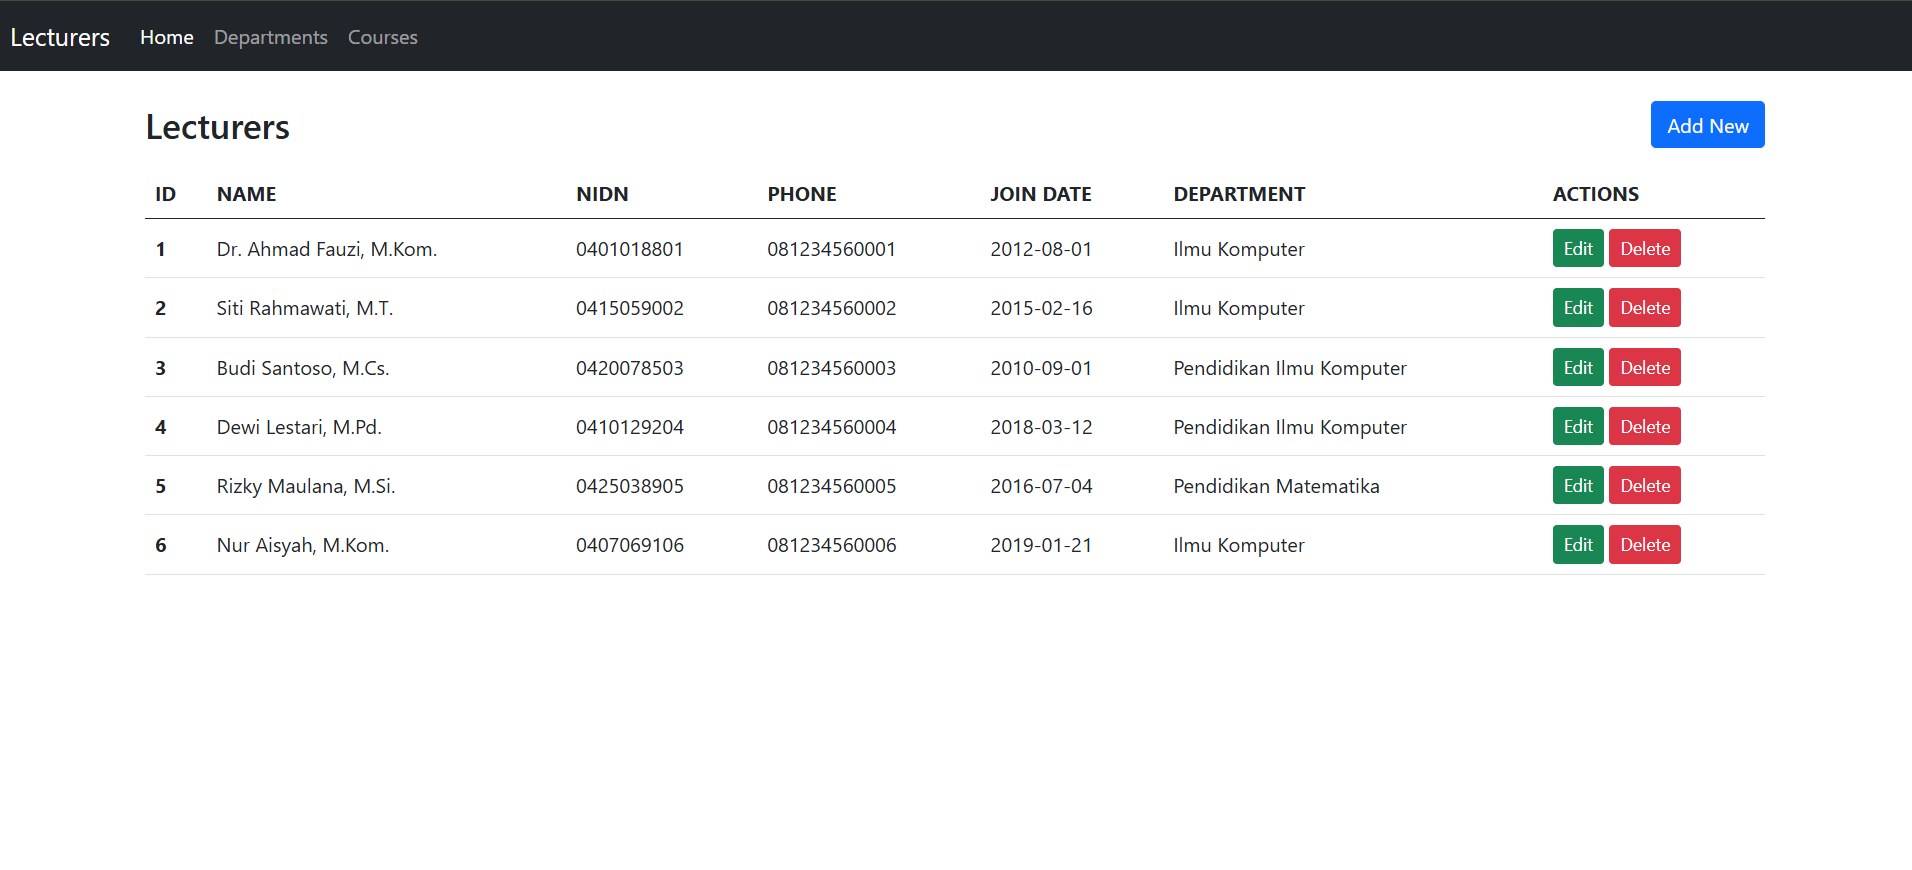 Lecturers Home Departments Courses
Lecturers Add New
ID NAME NIDN PHONE JOIN DATE DEPARTMENT ACTIONS
1 Dr. Ahmad Fauzi, M.Kom. 0401018801 081234560001 2012-08-01 Ilmu Komputer Edit Delete
2 Siti Rahmawati, M.T. 0415059002 081234560002 2015-02-16 Ilmu Komputer Edit Delete
3 Budi Santoso, M.Cs. 0420078503 081234560003 2010-09-01 Pendidikan Ilmu Komputer Edit Delete
4 Dewi Lestari, M.Pd. 0410129204 081234560004 2018-03-12 Pendidikan Ilmu Komputer Edit Delete
5 Rizky Maulana, M.Si. 0425038905 081234560005 2016-07-04 Pendidikan Matematika Edit Delete
6 Nur Aisyah, M.Kom. 0407069106 081234560006 2019-01-21 Ilmu Komputer Edit Delete